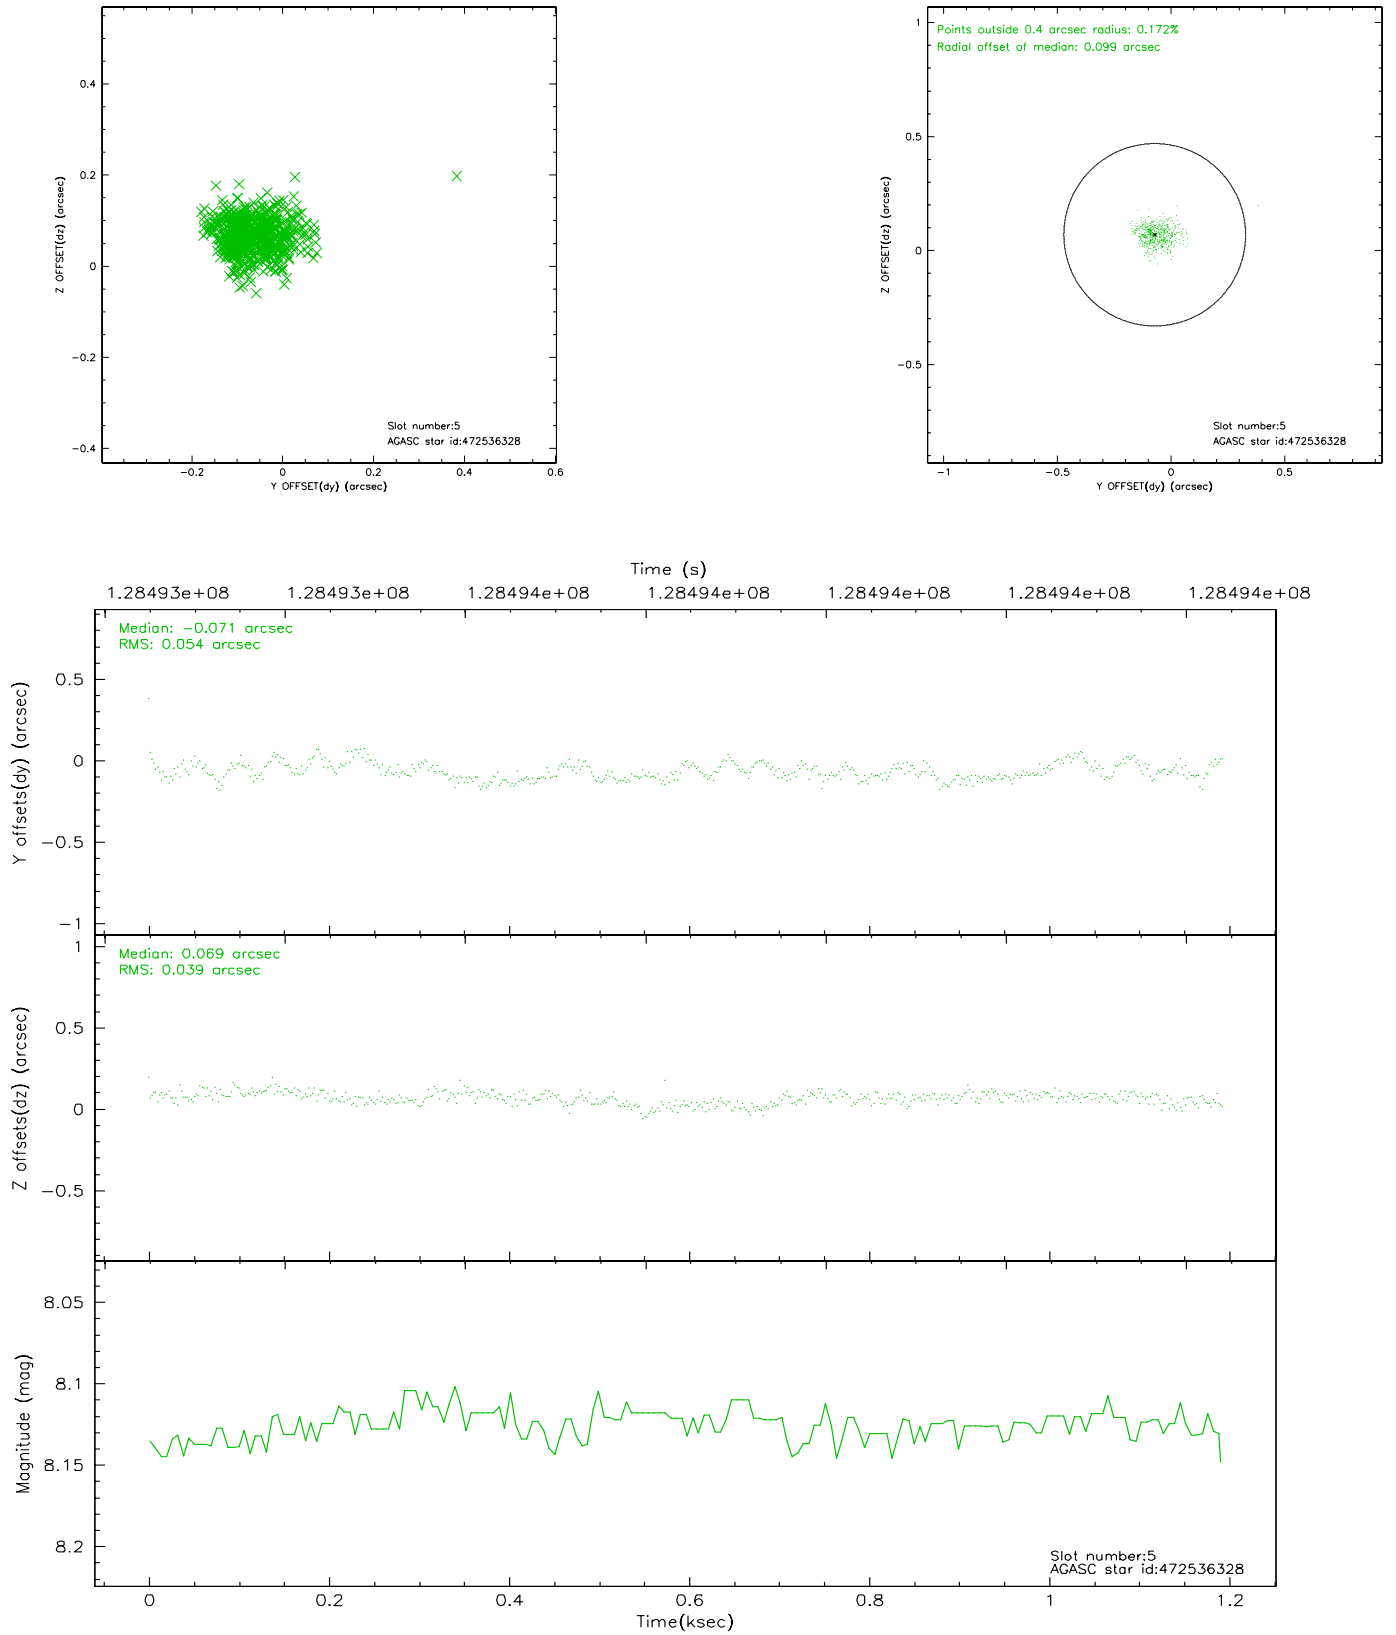 0.4
0.2
0
−0.2
−0.4
Z OFFSET(dz) (arcsec)
Slot number:5
AGASC star id:472536328
−0.2 0 0.2 0.4 0.6
Y OFFSET(dy) (arcsec)
Points outside 0.4 arcsec radius: 0.172%
Radial offset of median: 0.099 arcsec
1
0.5
0
−0.5
Z OFFSET(dz) (arcsec)
Slot number:5
AGASC star id:472536328
−1 −0.5 0 0.5
Y OFFSET(dy) (arcsec)
Time (s)
1.28493e+08 1.28493e+08 1.28494e+08 1.28494e+08 1.28494e+08 1.28494e+08 1.28494e+08
Median: −0.071 arcsec
RMS: 0.054 arcsec
0.5
0
−0.5
−1
Y offsets(dy) (arcsec)
Median: 0.069 arcsec
RMS: 0.039 arcsec
1
0.5
0
−0.5
Z offsets(dz) (arcsec)
8.05
8.1
8.15
8.2
Magnitude (mag)
Slot number:5
AGASC star id:472536328
0 0.2 0.4 0.6 0.8 1 1.2
Time(ksec)